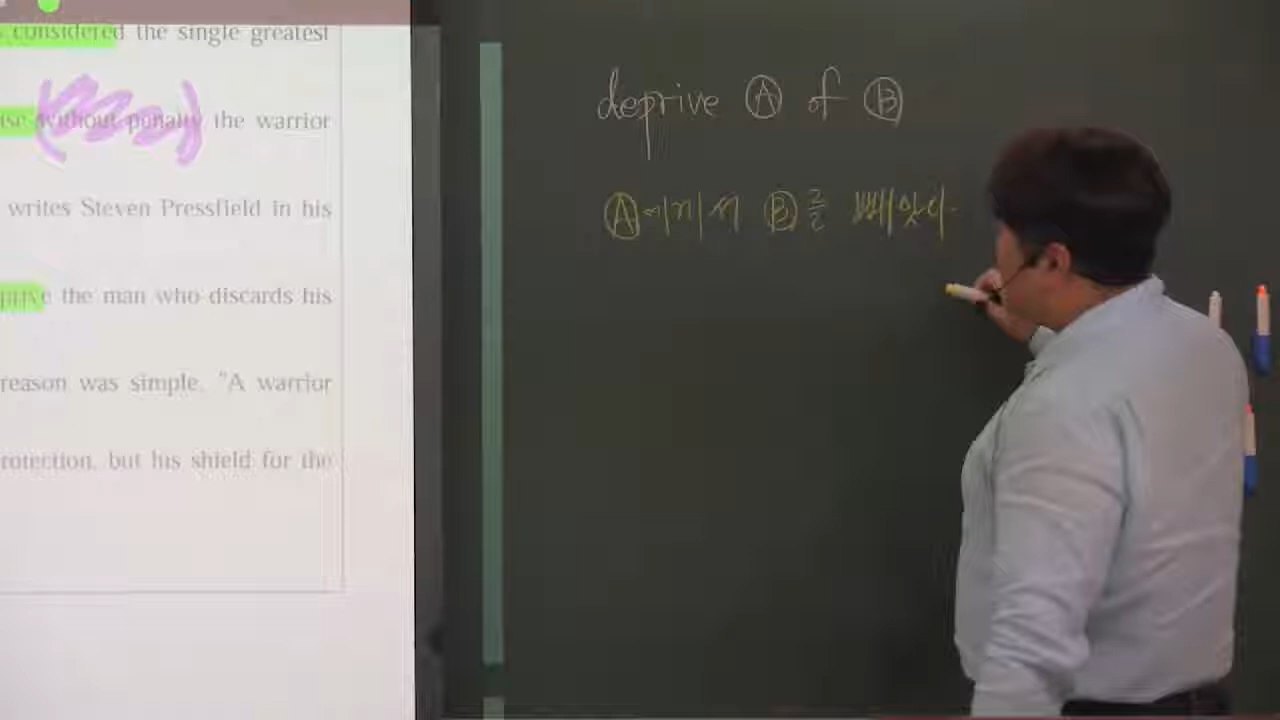 considered the single greatest
without penalty the warrior
writes Steven Pressfield in his
the man who discards his
reason was simple. "A warrior
rotection, but his shield for the
deprive Ⓐ of Ⓑ
Ⓐ에게서 Ⓑ를 빼앗다.